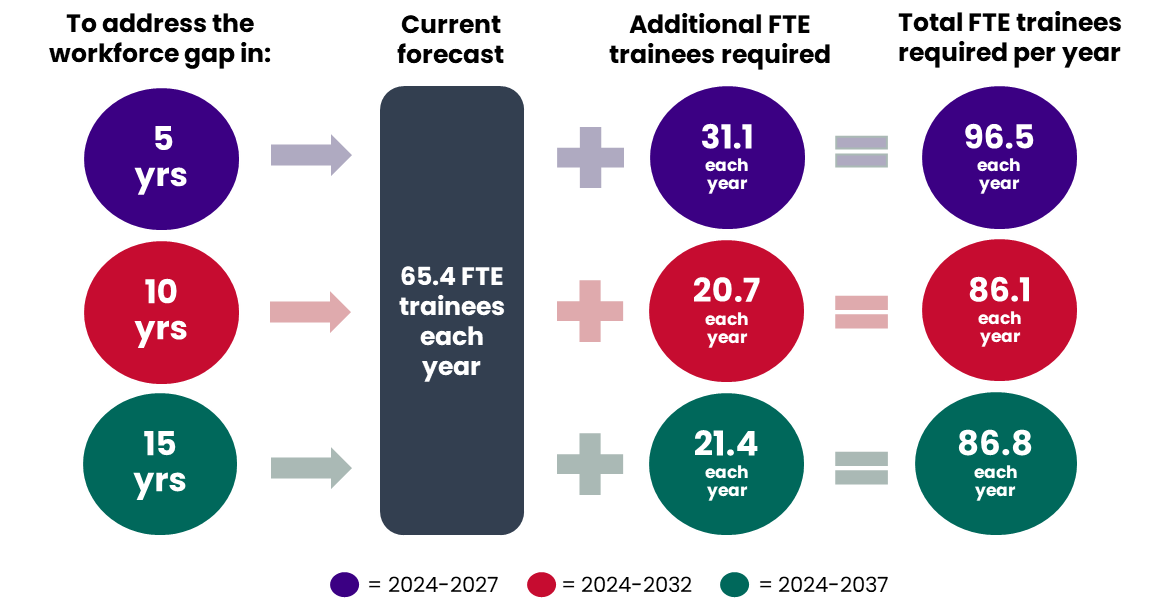 To address the
workforce gap in:
Current
forecast
Additional FTE
trainees required
Total FTE trainees
required per year
5
yrs
31.1
each
year
96.5
each
year
10
yrs
65.4 FTE
trainees
each
year
20.7
each
year
86.1
each
year
15
yrs
21.4
each
year
86.8
each
year
= 2024-2027
= 2024-2032
= 2024-2037